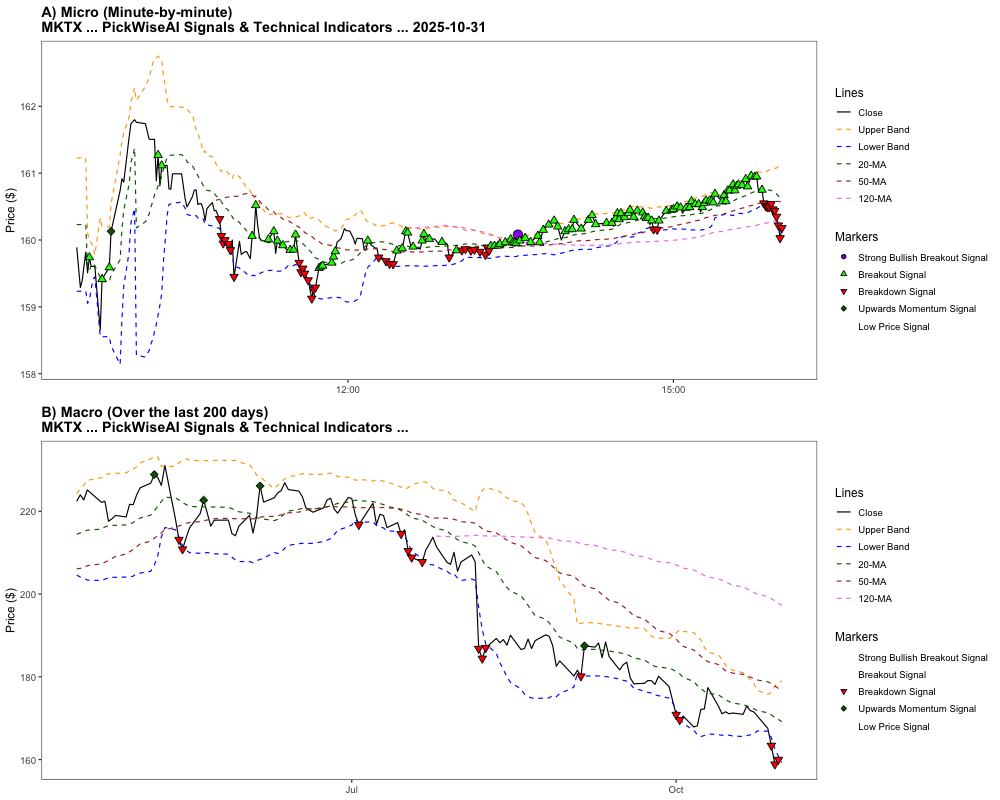 A) Micro (Minute-by-minute)
MKTX ... PickWiseAI Signals & Technical Indicators ... 2025-10-31
Price ($)
162
161
160
159
158
12:00
15:00
Lines
Close
Upper Band
Lower Band
20-MA
50-MA
120-MA
Markers
Strong Bullish Breakout Signal
Breakout Signal
Breakdown Signal
Upwards Momentum Signal
Low Price Signal
B) Macro (Over the last 200 days)
MKTX ... PickWiseAI Signals & Technical Indicators ...
Price ($)
220
200
180
160
Jul
Oct
Lines
Close
Upper Band
Lower Band
20-MA
50-MA
120-MA
Markers
Strong Bullish Breakout Signal
Breakout Signal
Breakdown Signal
Upwards Momentum Signal
Low Price Signal